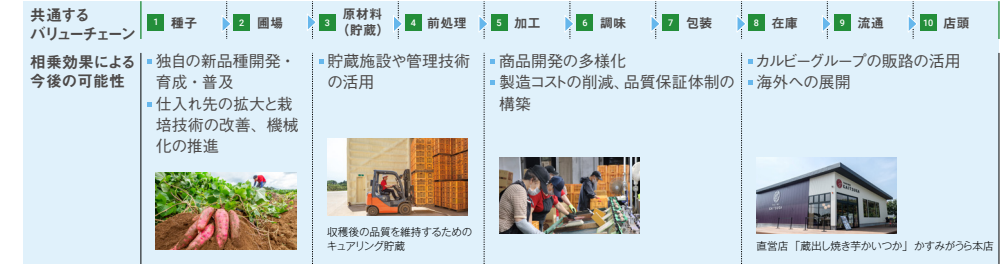 共通する
バリューチェーン
1 種子
2 圃場
3 原材料
（貯蔵）
4 前処理
5 加工
6 調味
7 包装
8 在庫
9 流通
10 店頭
相乗効果による
今後の可能性
独自の新品種開発・
育成・普及
仕入れ先の拡大と栽
培技術の改善、機械
化の推進
貯蔵施設や管理技術
の活用
収穫後の品質を維持するための
キュアリング貯蔵
商品開発の多様化
製造コストの削減、品質保証体制の
構築
カルビーグループの販路の活用
海外への展開
直営店「蔵出し焼き芋かいつか」かすみがうら本店